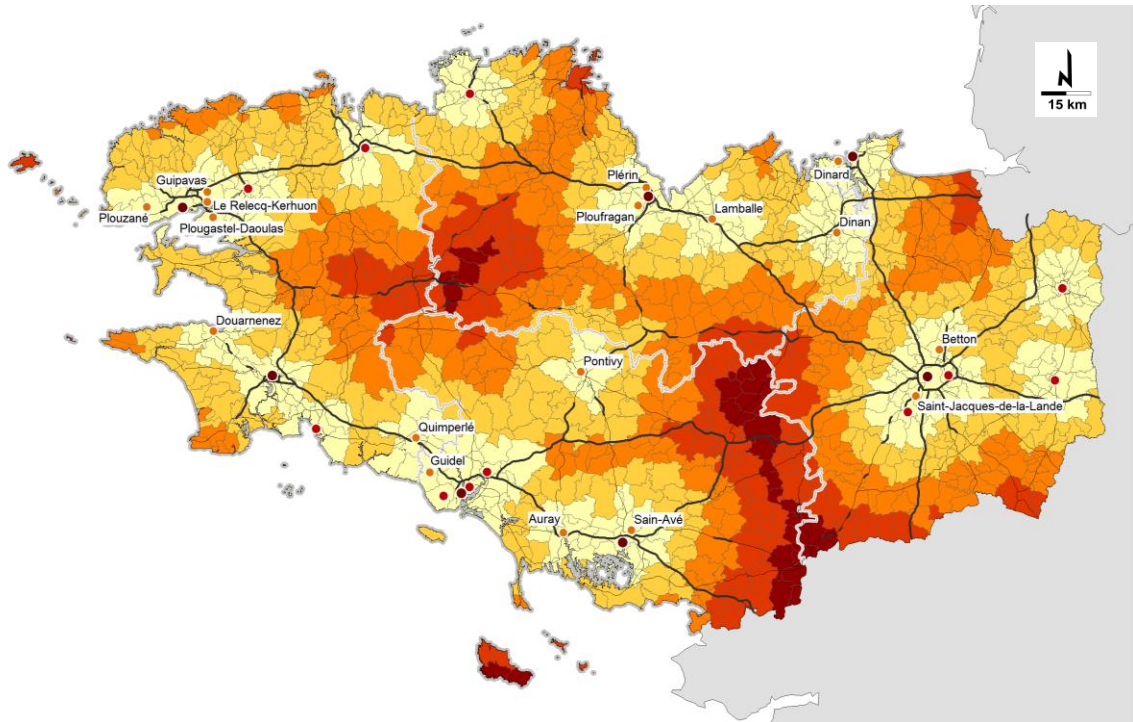 15 km
Guipavas
Le Relecq-Kerhuon
Plouzané
Plougastel-Daoulas
Plérin
Ploufragan
Lamballe
Dinard
Dinan
Douarnenez
Pontivy
Betton
Saint-Jacques-de-la-Lande
Quimperlé
Guidel
Auray
Sain-Avé